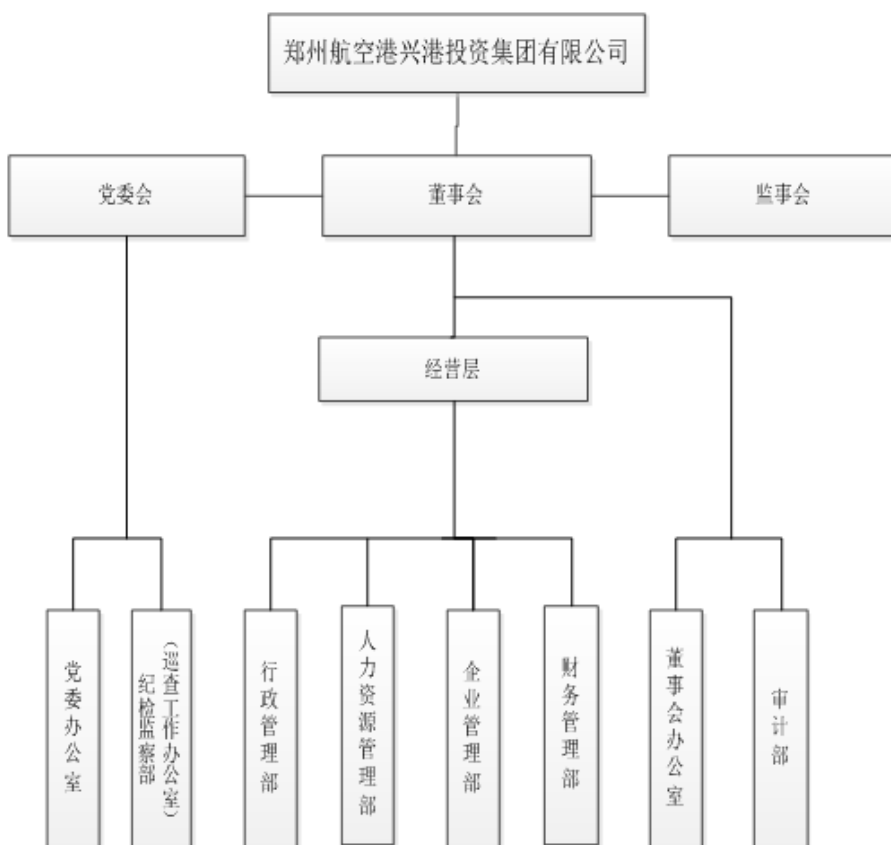 郑州航空港兴港投资集团有限公司
党委会
董事会
监事会
经营层
党委办公室
纪检监察部
（巡查工作办公室）
行政管理部
人力资源管理部
企业管理部
财务管理部
董事会办公室
审计部